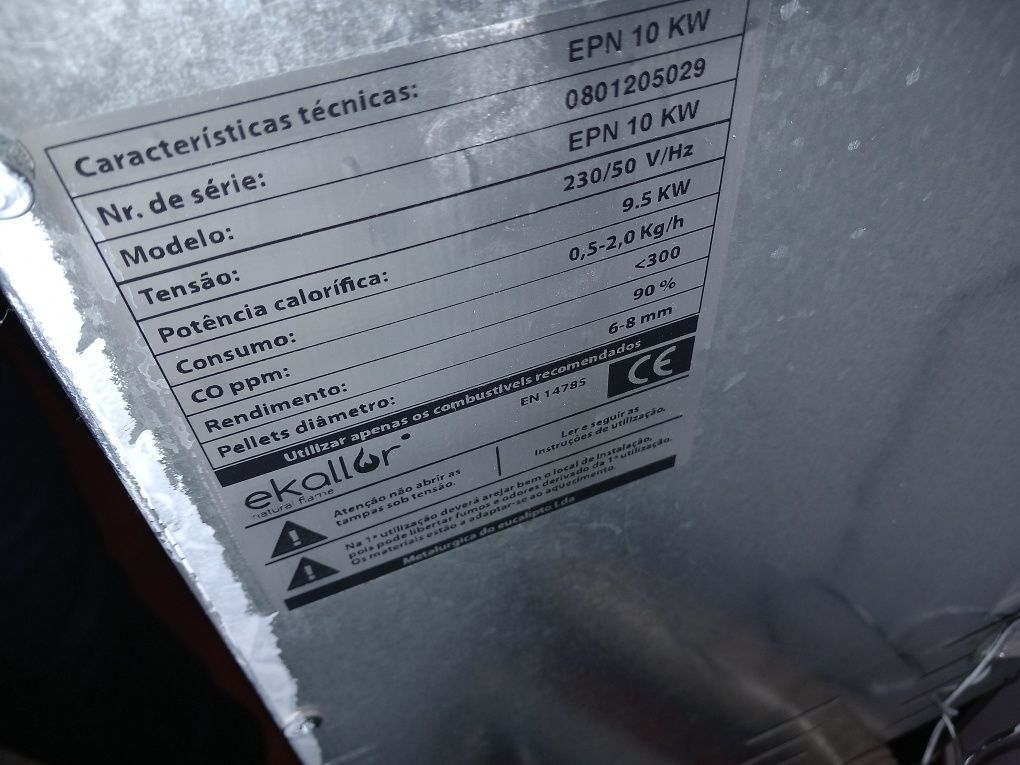 Características técnicas: EPN 10 KW
Nr. de série: 0801205029
Modelo: EPN 10 KW
Tensão: 230/50 V/Hz
Potência calorífica: 9.5 KW
Consumo: 0,5-2,0 Kg/h
CO ppm: <300
Rendimento: 90 %
Pellets diâmetro: 6-8 mm
Utilizar apenas os combustíveis recomendados
EN 14785 CE
ekallor
natural flame
Atenção não abrir as
tampas sob tensão.
Ler e seguir as
Instruções de utilização.
Na 1ª utilização deverá arejar bem o local de instalação,
pois pode libertar fumos e odores derivado da 1ª utilização.
Os materiais estão a adaptar-se ao aquecimento.
Metalurgica do eucalipto Lda